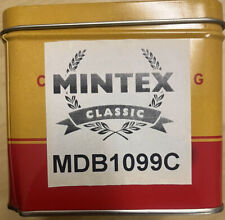 C G
MINTEX
CLASSIC
MDB1099C